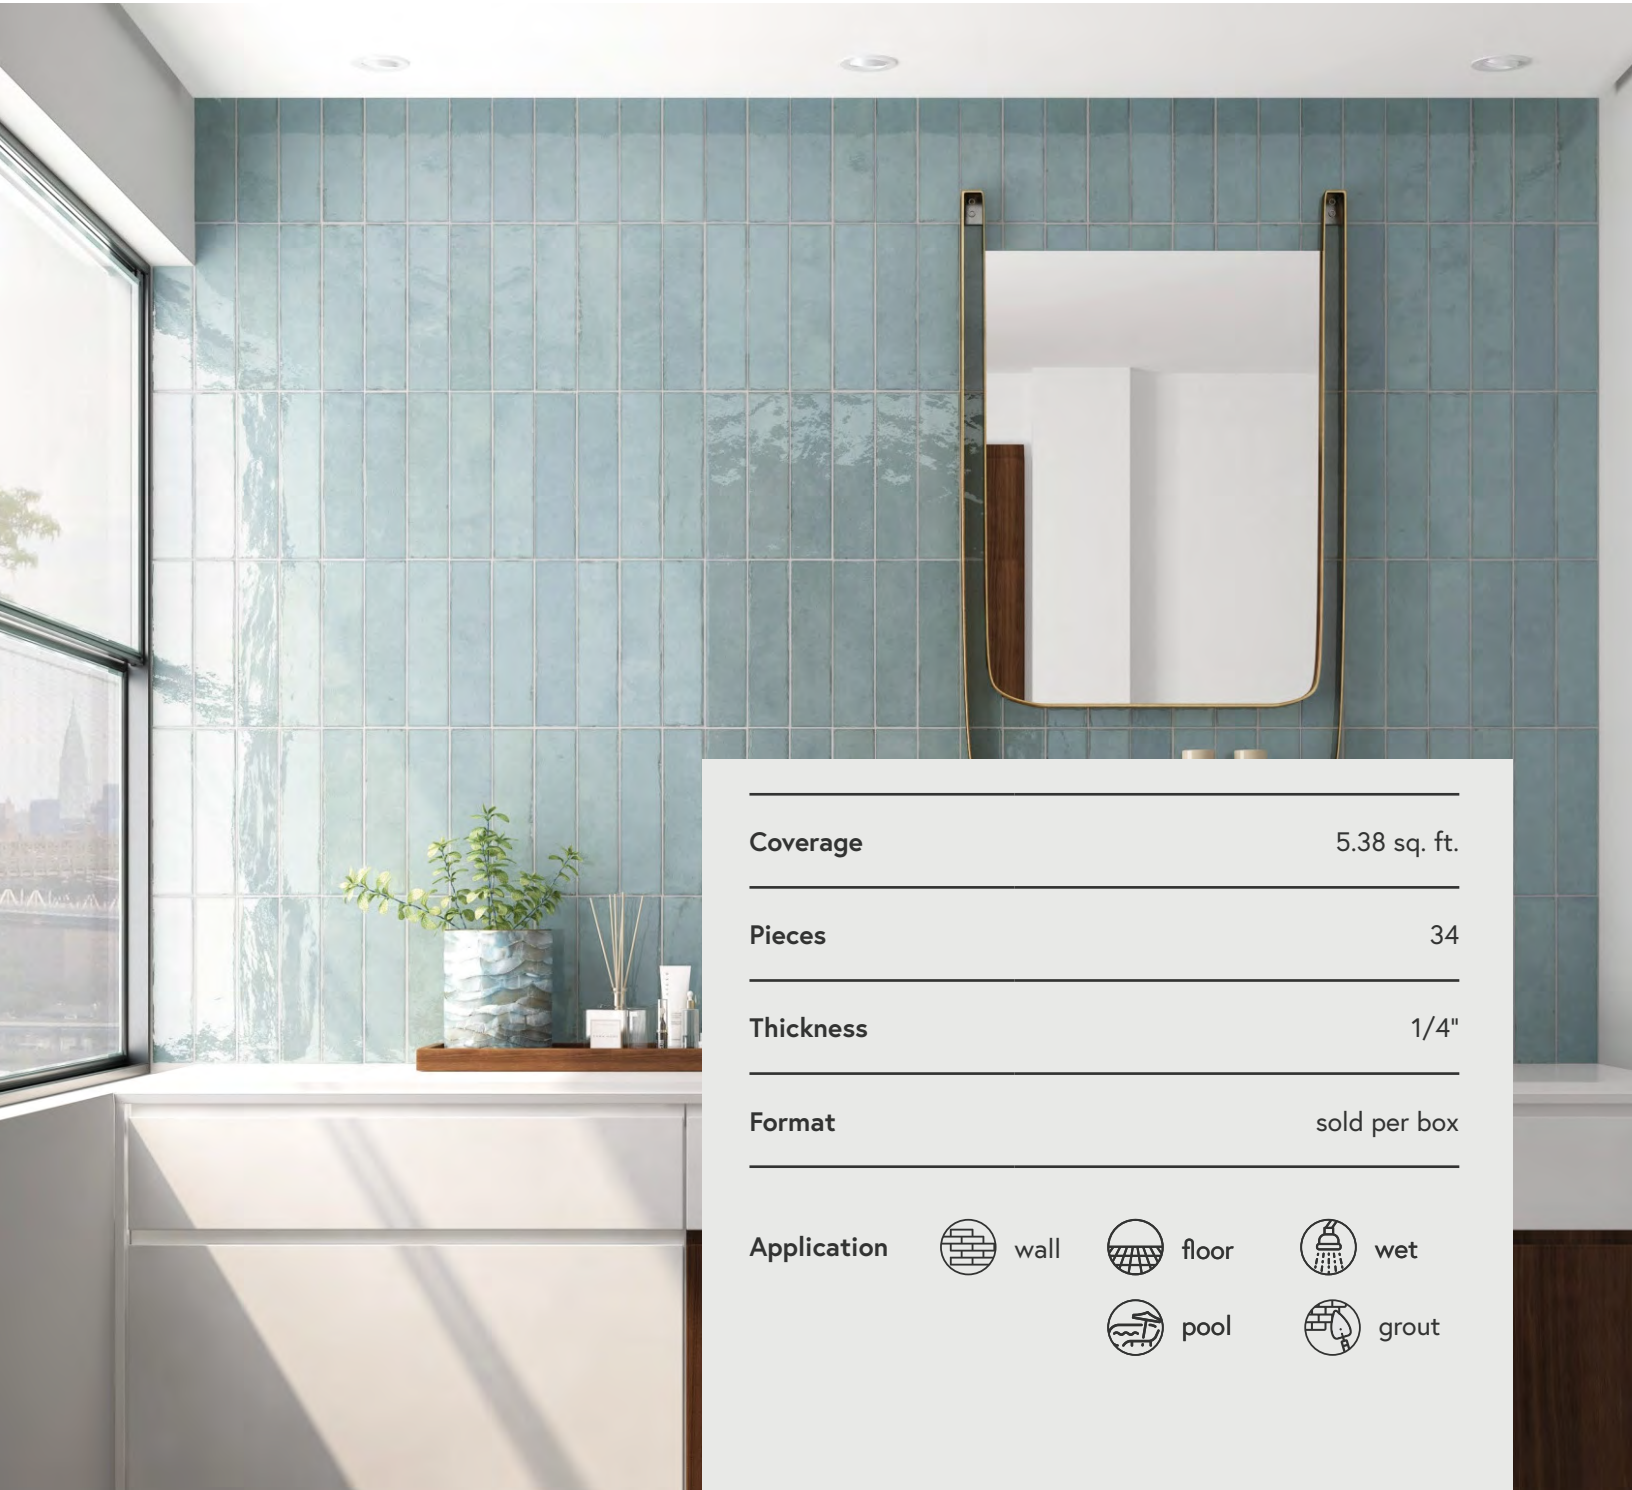 Coverage 5.38 sq. ft.
Pieces 34
Thickness 1/4"
Format sold per box
Application wall floor wet
pool grout